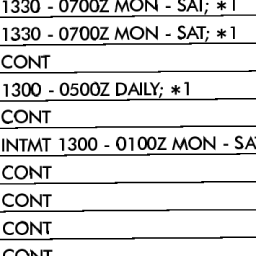 1330 - 0700Z MON - SAT; *1
1330 - 0700Z MON - SAT; *1
CONT
1300 - 0500Z DAILY; *1
CONT
INTMT 1300 - 0100Z MON - SA
CONT
CONT
CONT
CONT